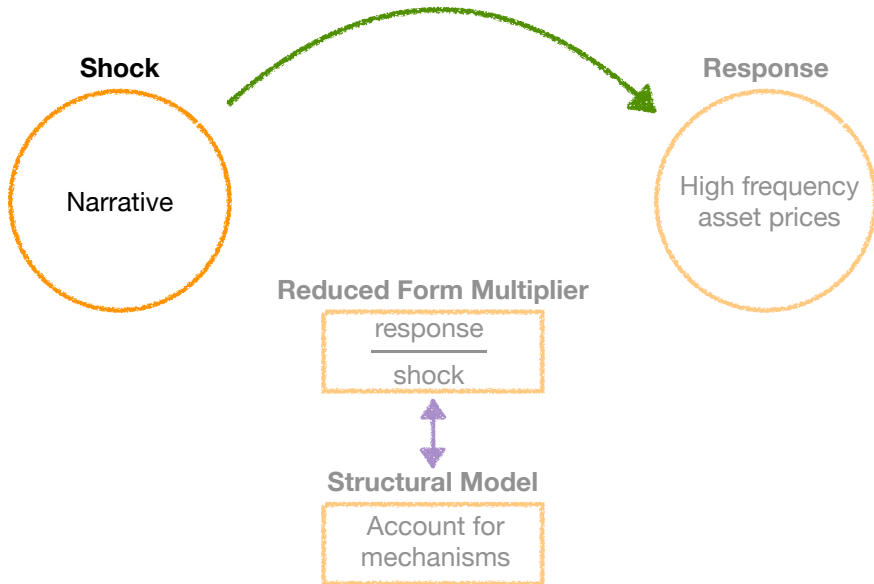 Shock
Response
Narrative
High frequency
asset prices
Reduced Form Multiplier
response
shock
Structural Model
Account for
mechanisms